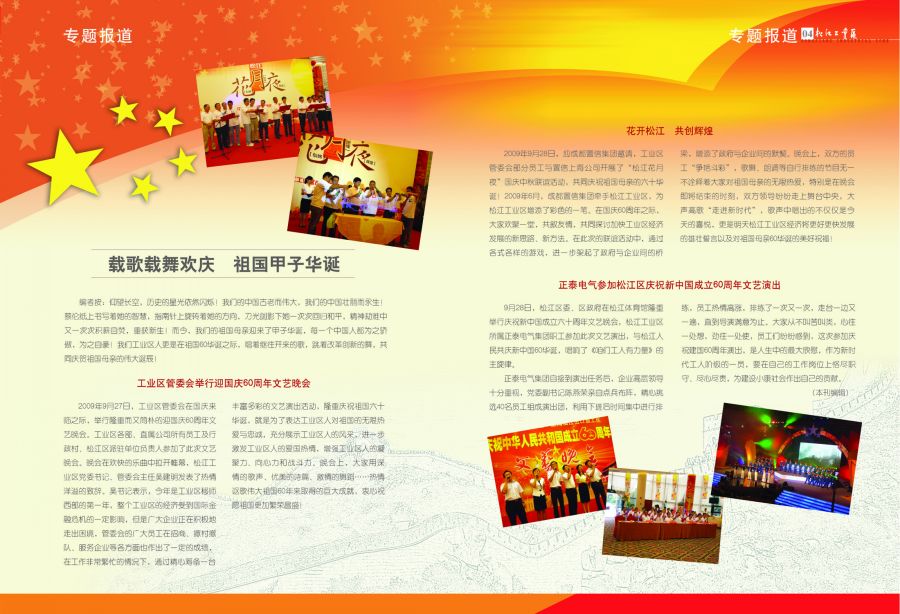 专题报道
载歌载舞欢庆 祖国甲子华诞
编者按：仰望长空，历史的星光依然闪烁！我们的中国古老而伟大，我们的中国壮丽而永生！
蔡伦纸上书写着她的智慧，指南针上旋转着她的方向，刀光剑影下她一次次回归和平，精神劫难中
又一次次积薪自焚，重获新生！而今，我们的祖国母亲迎来了甲子华诞，每一个中国人都为之骄
傲，为之自豪！我们工业区人更是在祖国60华诞之际，唱着继往开来的歌，跳着改革创新的舞，共
同庆贺祖国母亲的伟大诞辰！
工业区管委会举行迎国庆60周年文艺晚会
2009年9月27日，工业区管委会在国庆来
临之际，举行隆重而又简朴的迎国庆60周年文
艺晚会。工业区各部、直属公司所有员工及行
政村、松江区派驻单位负责人参加了此次文艺
晚会。晚会在欢快的乐曲中拉开帷幕，松江工
业区党委书记、管委会主任吴建明发表了热情
洋溢的致辞。吴书记表示，今年是工业区移师
西部的第一年，整个工业区的经济受到国际金
融危机的一定影响，但是广大企业正在积极地
走出困境，管委会的广大员工在招商、撤村撤
队、服务企业等各方面也作出了一定的成绩，
在工作非常繁忙的情况下，通过精心筹备一台
丰富多彩的文艺演出活动，隆重庆祝祖国六十
华诞，就是为了表达工业区人对祖国的无限热
爱与忠诚，充分展示工业区人的风采，进一步
激发工业区人的爱国热情，增强工业区人的凝
聚力、向心力和战斗力。晚会上，大家用深
情的歌声、优美的诗篇、激情的舞蹈……热情
讴歌伟大祖国60年来取得的巨大成就，衷心祝
愿祖国更加繁荣昌盛！
专题报道 04 松江工业区
花开松江 共创辉煌
2009年9月28日，应成都置信集团邀请，工业区
管委会部分员工与置信上海公司开展了“松江花月
夜”国庆中秋联谊活动，共同庆祝祖国母亲的六十华
诞！2009年6月，成都置信集团牵手松江工业区，为
松江工业区增添了彩色的一笔。在国庆60周年之际，
大家欢聚一堂，共叙友情，共同探讨加快工业区经济
发展的新思路、新方法。在此次的联谊活动中，通过
各式各样的游戏，进一步架起了政府与企业间的桥
梁，增添了政府与企业间的默契。晚会上，双方的员
工“争艳斗彩”，歌舞、朗诵等自行排练的节目无一
不诠释着大家对祖国母亲的无限热爱，特别是在晚会
即将结束的时刻，双方领导纷纷走上舞台中央，大
声高歌“走进新时代”，歌声中唱出的不仅仅是今
天的喜悦，更是明天松江工业区经济将更好更快发展
的雄壮誓言以及对祖国母亲60华诞的美好祝福！
正泰电气参加松江区庆祝新中国成立60周年文艺演出
9月28日，松江区委、区政府在松江体育馆隆重
举行庆祝新中国成立六十周年文艺晚会，松江工业区
所属正泰电气集团职工参加此次文艺演出，与松江人
民共庆新中国60华诞，唱响了《咱们工人有力量》的
主旋律。
正泰电气集团自接到演出任务后，企业高层领导
十分重视，党委副书记陈燕荣亲自点兵布阵，精心挑
选40名员工组成演出团，利用下班后时间集中进行排
练，员工热情高涨，排练了一次又一次，走台一边又
一遍，直到导演满意为止。大家从不叫苦叫累，心往
一处想，劲往一处使，员工们纷纷感到，这次参加庆
祝建国60周年演出，是人生中的最大欣慰，作为新时
代工人阶级的一员，要在自己的工作岗位上恪尽职
守、尽心尽责，为建设小康社会作出自己的贡献。
（本刊编辑）
花月夜
月夜
庆祝中华人民共和国成立60周年
文艺晚会